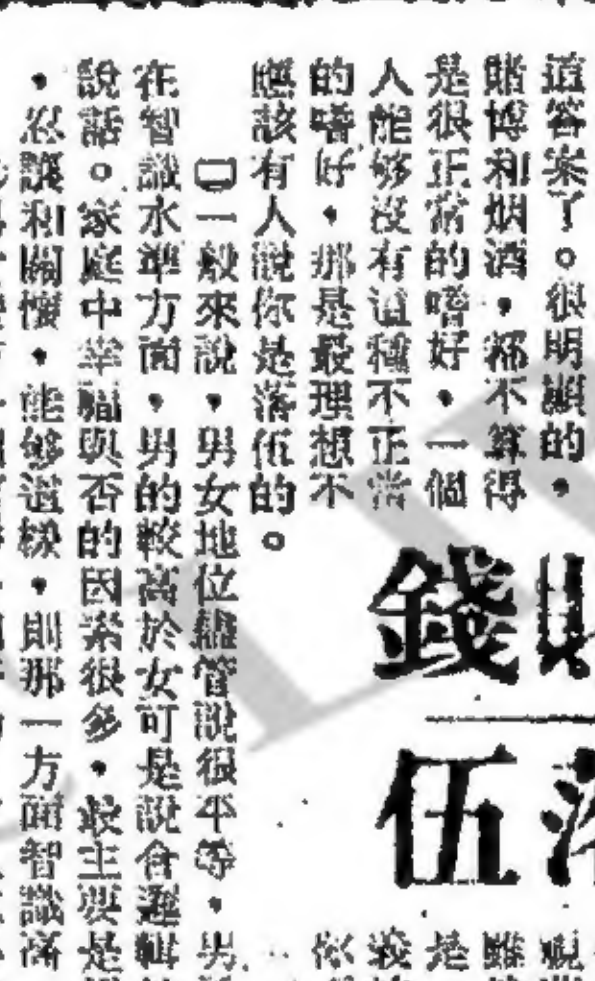 這答案了。很明顯的,
賭博和烟酒,都不算得
是很正常的嗜好,一個
人能够沒有這種不正常
的嗜好,那是最理想不
應該有人說你是落伍的。
□一般來說,男女地位儘管說很平等,男
在智識水準方面,男的較高於女可是說合邏輯
說話。家庭中幸福與否的因素很多,最主要是
,忍讓和關懷,能够這樣,則那一方面智識高
錢
伍